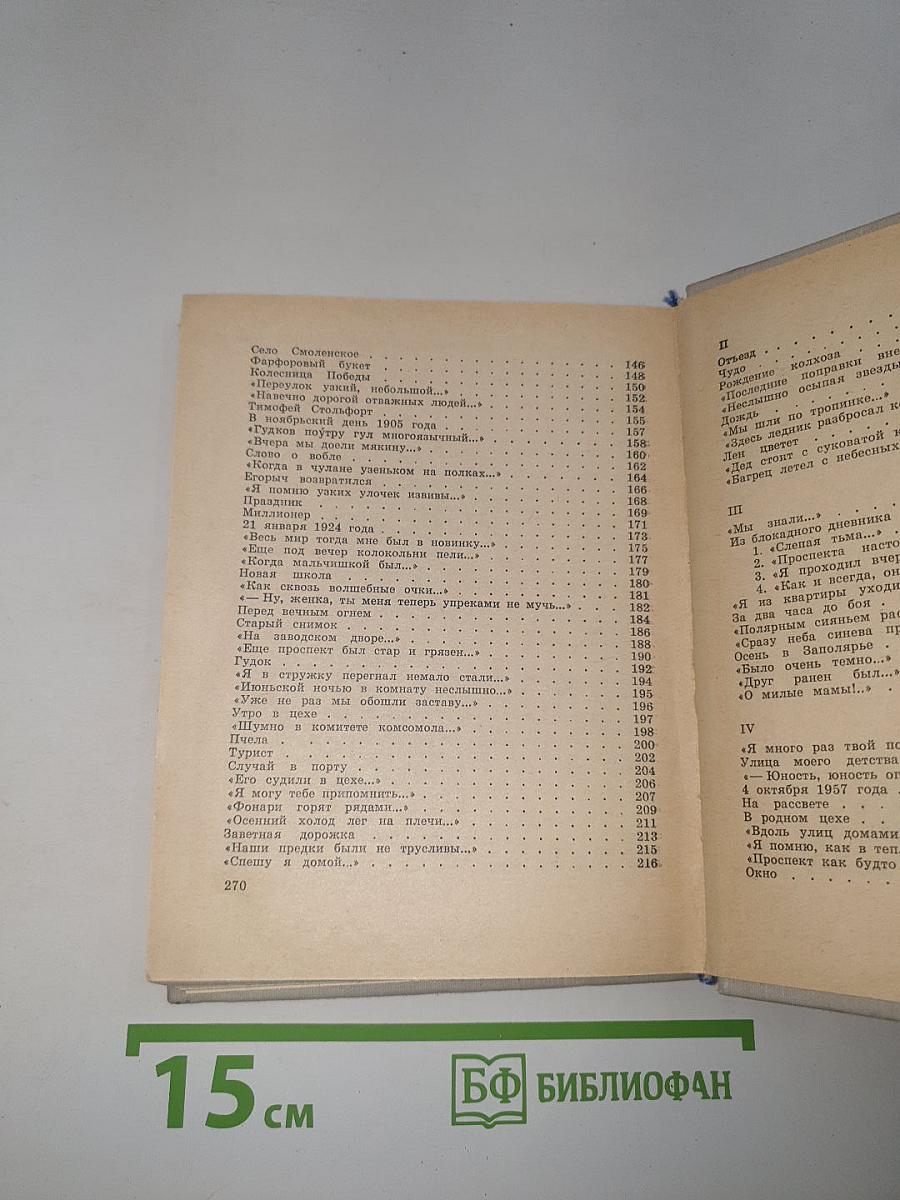 Село Смоленское . . . . . . . . . . 146
Фарфоровый букет . . . . . . . . . . 148
Колесница Победы . . . . . . . . . . 150
«Переулок узкий, небольшой...» . . . . . . . 152
«Навечно дорогой отважных людей...» . . . . . . 154
Тимофей Стольфорт . . . . . . . . . . 155
В ноябрьский день 1905 года . . . . . . . . 157
«Гудков поу́тру гул многоязычный...» . . . . . . 158
«Вчера мы доели мякину...» . . . . . . . . 160
Слово о вобле . . . . . . . . . . . 162
«Когда в чулане узеньком на полках...» . . . . . 164
Егорыч возвратился . . . . . . . . . . 166
«Я помню узких улочек извивы...» . . . . . . . 168
Праздник . . . . . . . . . . . . 169
Миллионер . . . . . . . . . . . . 171
21 января 1924 года . . . . . . . . . . 173
«Весь мир тогда мне был в новинку...» . . . . . 175
«Еще под вечер колокольни пели...» . . . . . . 177
«Когда мальчишкой был...» . . . . . . . . 179
Новая школа . . . . . . . . . . . 180
«Как сквозь волшебные очки...» . . . . . . . 181
«— Ну, женка, ты меня теперь упреками не мучь...» . . 182
Перед вечным огнем . . . . . . . . . . 184
Старый снимок . . . . . . . . . . . 186
«На заводском дворе...» . . . . . . . . . 188
«Еще проспект был стар и грязен...» . . . . . . 190
Гудок . . . . . . . . . . . . . 192
«Я в стружку перегнал немало стали...» . . . . . 194
«Июньской ночью в комнату неслышно...» . . . . . 195
«Уже не раз мы обошли заставу...» . . . . . . 196
Утро в цехе . . . . . . . . . . . 197
«Шумно в комитете комсомола...» . . . . . . . 198
Пчела . . . . . . . . . . . . . 200
Турист . . . . . . . . . . . . . 202
Случай в порту . . . . . . . . . . . 204
«Его судили в цехе...» . . . . . . . . . 206
«Я могу тебе припомнить...» . . . . . . . . 207
«Фонари горят рядами...» . . . . . . . . . 209
«Осенний холод лег на плечи...» . . . . . . . 211
Заветная дорожка . . . . . . . . . . 213
«Наши предки были не трусливы...» . . . . . . 215
«Спешу я домой...» . . . . . . . . . . 216
270
II
Отъезд . . . . . .
Чудо . . . . . .
Рождение колхоза . . .
«Последние поправки вне
«Неслышно осыпая звезды
Дождь . . . . .
«Мы шли по тропинке...»
«Здесь ледник разбросал к
Лен цветет . . . . .
«Дед стоит с суковатой к
«Багрец летел с небесных
III
«Мы знали...» . . . .
Из блокадного дневника
1. «Слепая тьма...» .
2. «Проспекта насто
3. «Я проходил вчер
4. «Как и всегда, он
«Я из квартиры уходи
За два часа до боя .
«Полярным сияньем рас
«Сразу неба синева пр
Осень в Заполярье .
«Было очень темно...»
«Друг ранен был...»
«О милые мамы!..» .
IV
«Я много раз твой по
Улица моего детства
«— Юность, юность ог
4 октября 1957 года .
На рассвете . . .
В родном цехе . .
«Вдоль улиц домами
«Я помню, как в теп
«Проспект как будто
Окно . . . . .
15 см
БФ БИБЛИОФАН